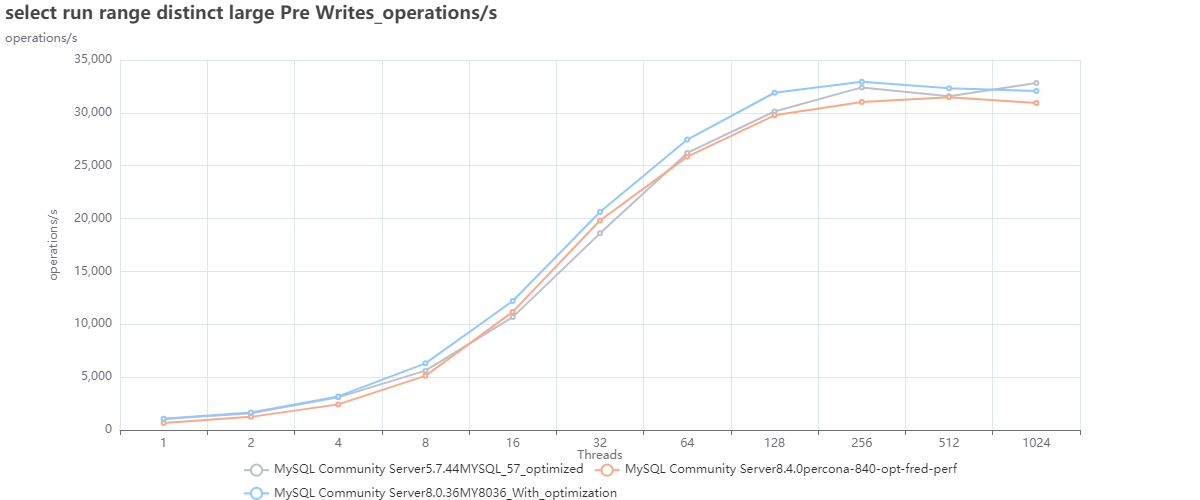 select run range distinct large Pre Writes_operations/s
operations/s
35,000
30,000
25,000
20,000
15,000
10,000
5,000
0
operations/s
1 2 4 8 16 32 64 128 256 512 1024
Threads
MySQL Community Server5.7.44MYSQL_57_optimized MySQL Community Server8.4.0percona-840-opt-fred-perf
MySQL Community Server8.0.36MY8036_With_optimization